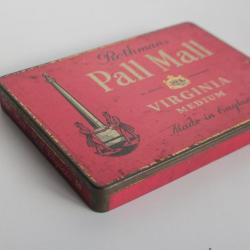 Rothmans
Pall Mall
VIRGINIA
MEDIUM
Made in England